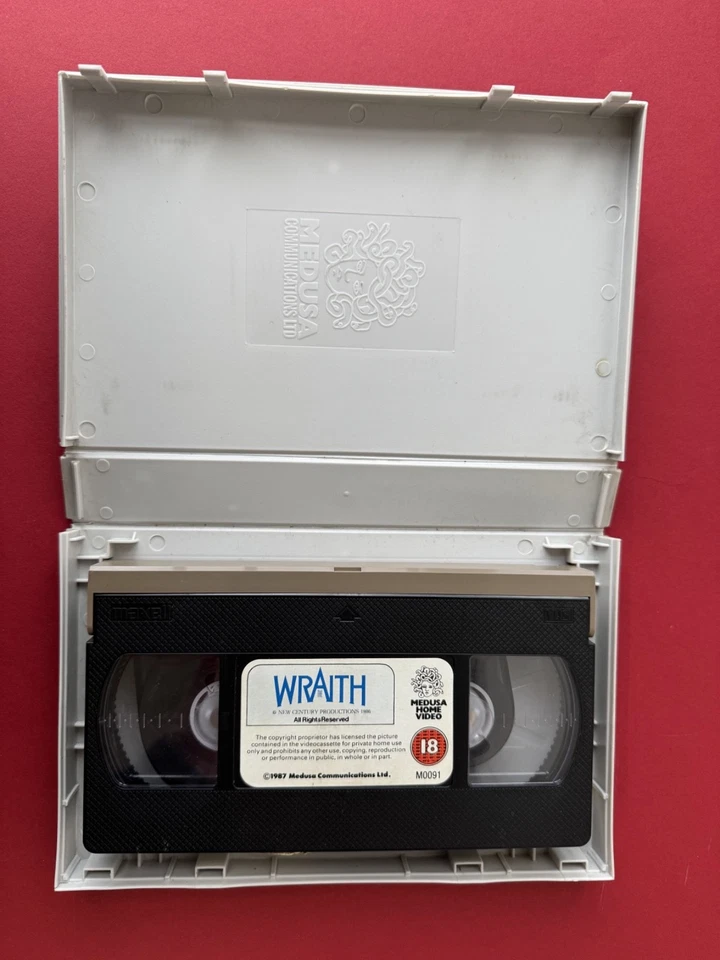 MEDUSA
COMMUNICATIONS LTD
maxell
WRAITH
© NEW CENTURY PRODUCTIONS 1986
All Rights Reserved
The copyright proprietor has licensed the picture
contained in the videocassette for private home use
only and prohibits any other use, copying, reproduction
or performance in public, in whole or in part.
©1987 Medusa Communications Ltd.
MEDUSA
HOME
VIDEO
18
M0091